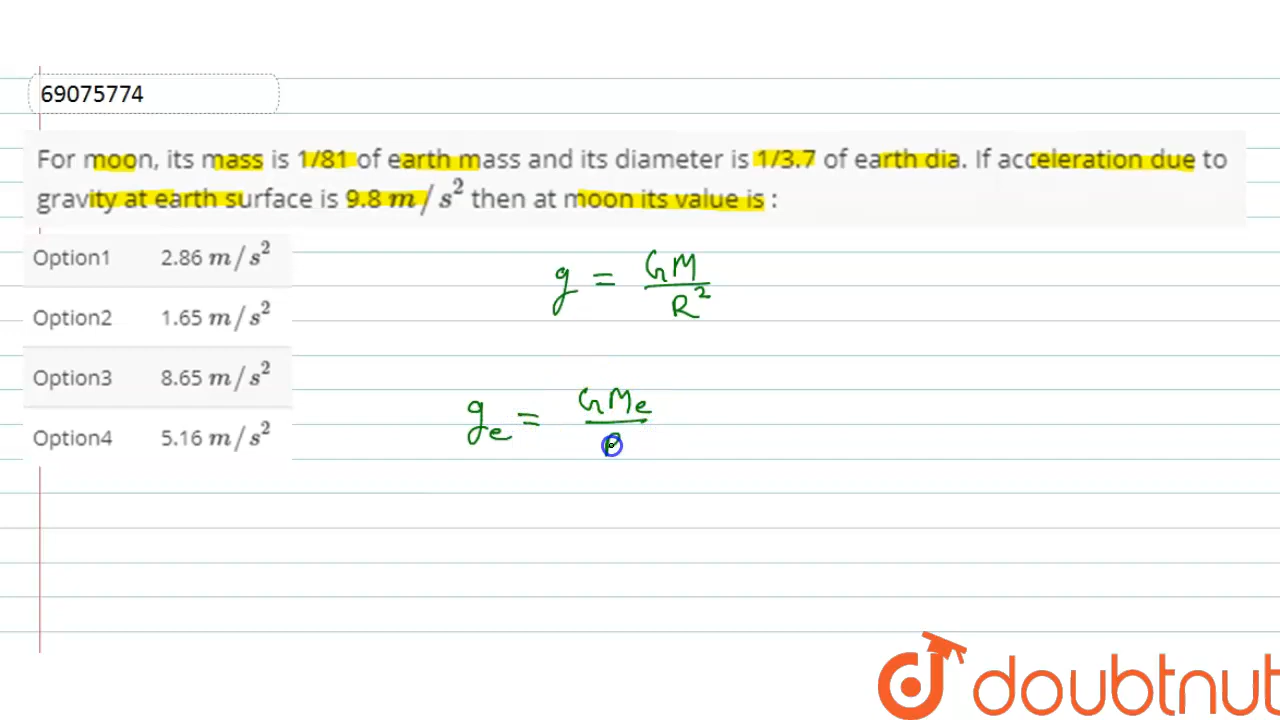 69075774
For moon, its mass is 1/81 of earth mass and its diameter is 1/3.7 of earth dia. If acceleration due to
gravity at earth surface is 9.8 m/s² then at moon its value is :
Option1 2.86 m/s²
Option2 1.65 m/s²
Option3 8.65 m/s²
Option4 5.16 m/s²
g = GM/R²
gₑ = GMₑ/
doubtnut